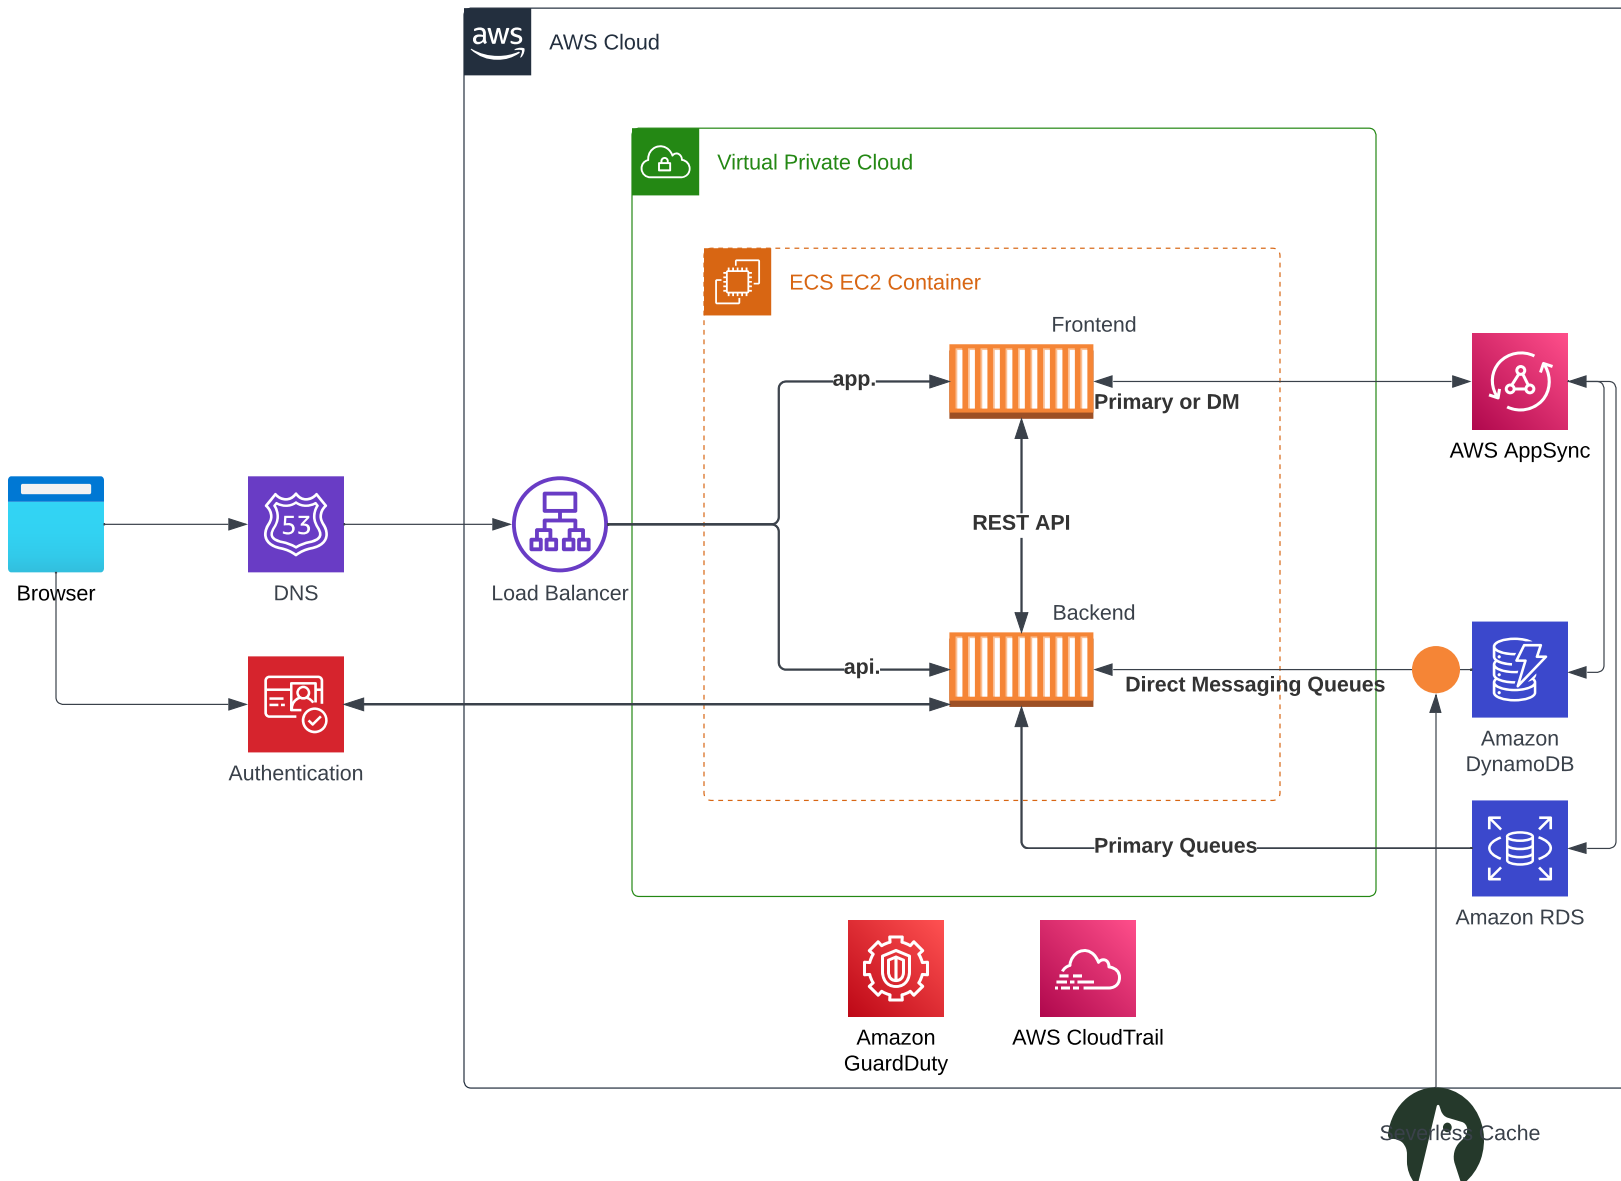 aws
AWS Cloud
Virtual Private Cloud
ECS EC2 Container
Frontend
app.
Primary or DM
AWS AppSync
53
REST API
Browser
DNS
Load Balancer
Backend
api.
Direct Messaging Queues
Authentication
Amazon
DynamoDB
Primary Queues
Amazon RDS
Amazon
GuardDuty
AWS CloudTrail
Severless Cache